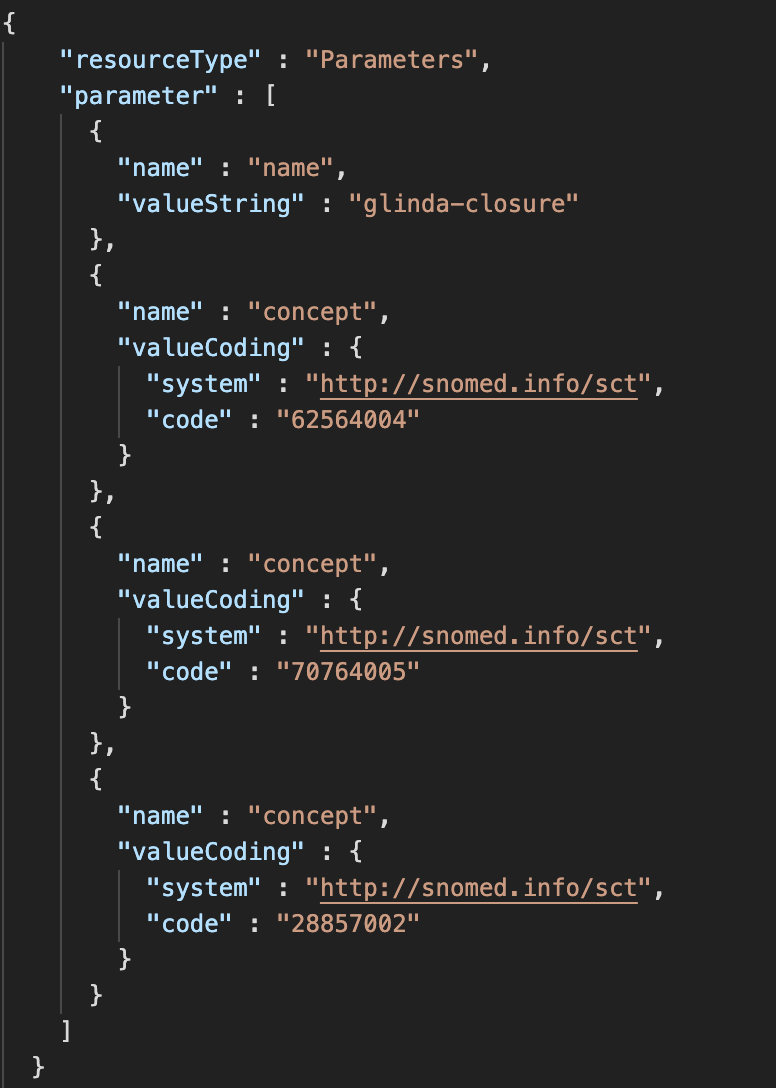 {
"resourceType" : "Parameters",
"parameter" : [
{
"name" : "name",
"valueString" : "glinda-closure"
},
{
"name" : "concept",
"valueCoding" : {
"system" : "http://snomed.info/sct",
"code" : "62564004"
}
},
{
"name" : "concept",
"valueCoding" : {
"system" : "http://snomed.info/sct",
"code" : "70764005"
}
},
{
"name" : "concept",
"valueCoding" : {
"system" : "http://snomed.info/sct",
"code" : "28857002"
}
}
]
}